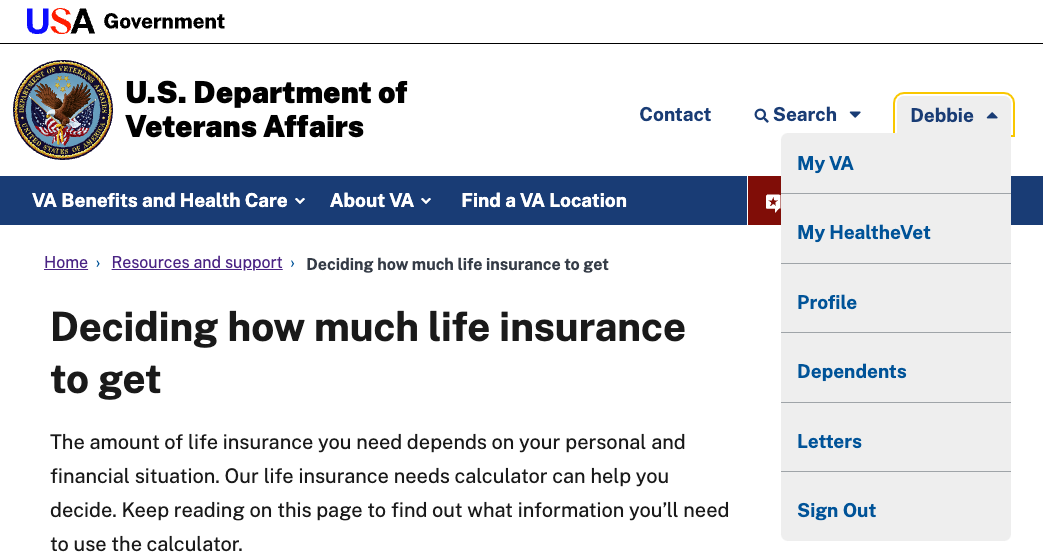 USA Government
U.S. Department of
Veterans Affairs
Contact
Search
Debbie
My VA
My HealtheVet
Profile
Dependents
Letters
Sign Out
VA Benefits and Health Care
About VA
Find a VA Location
Home › Resources and support › Deciding how much life insurance to get
Deciding how much life insurance
to get
The amount of life insurance you need depends on your personal and
financial situation. Our life insurance needs calculator can help you
decide. Keep reading on this page to find out what information you’ll need
to use the calculator.